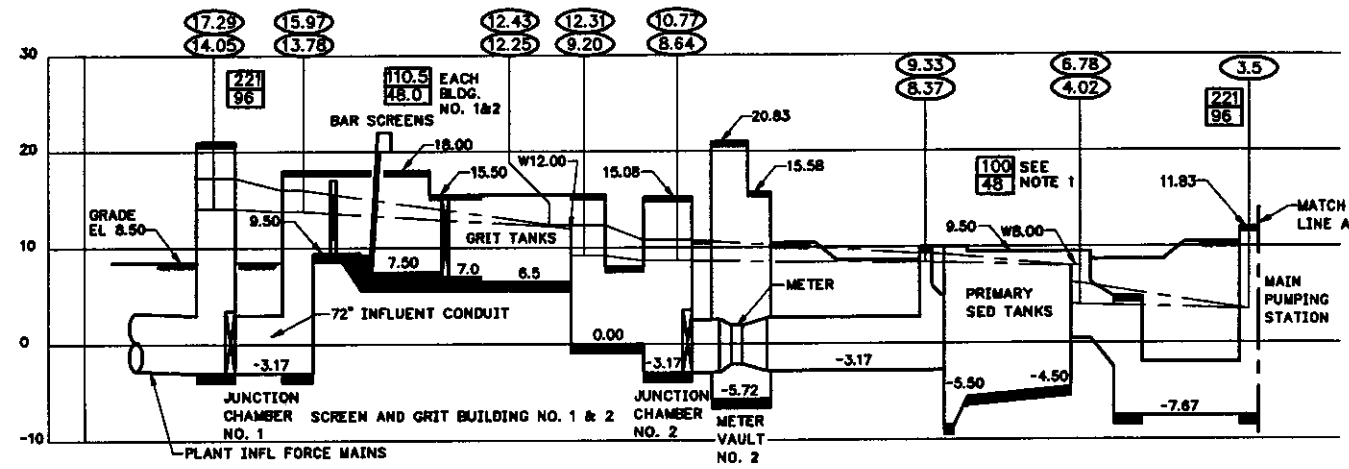 17.29 15.97 12.43 12.31 10.77
14.05 13.78 12.25 9.20 8.64
9.33 6.78 3.5
8.37 4.02
30
221
96
110.5 EACH
48.0 BLDG.
NO. 1&2
BAR SCREENS
221
96
20.83
20
18.00
W12.00
15.50
15.08
15.58
100 SEE
48 NOTE 1
11.83
MATCH
LINE A
GRADE
EL 8.50
9.50
GRIT TANKS
9.50
W8.00
10
7.50
7.0
6.5
METER
PRIMARY
SED TANKS
MAIN
PUMPING
STATION
72" INFLUENT CONDUIT
0
0.00
-3.17
-3.17
-3.17
-5.72
-5.50
-4.50
-7.67
JUNCTION
CHAMBER
NO. 1
SCREEN AND GRIT BUILDING NO. 1 & 2
JUNCTION
CHAMBER
NO. 2
METER
VAULT
NO. 2
-10
PLANT INFL FORCE MAINS